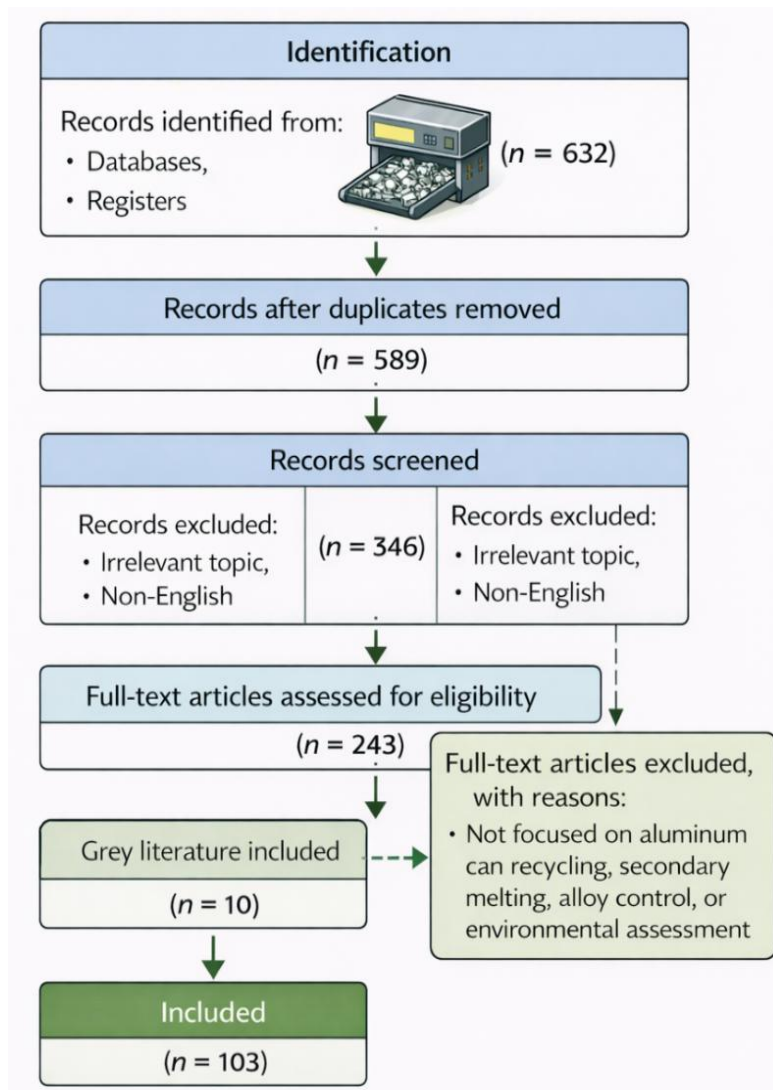 Identification
Records identified from:
• Databases,
• Registers
(n = 632)
Records after duplicates removed
(n = 589)
Records screened
Records excluded:
• Irrelevant topic,
• Non-English
(n = 346)
Records excluded:
• Irrelevant topic,
• Non-English
Full-text articles assessed for eligibility
(n = 243)
Full-text articles excluded,
with reasons:
• Not focused on aluminum
can recycling, secondary
melting, alloy control, or
environmental assessment
Grey literature included
(n = 10)
Included
(n = 103)